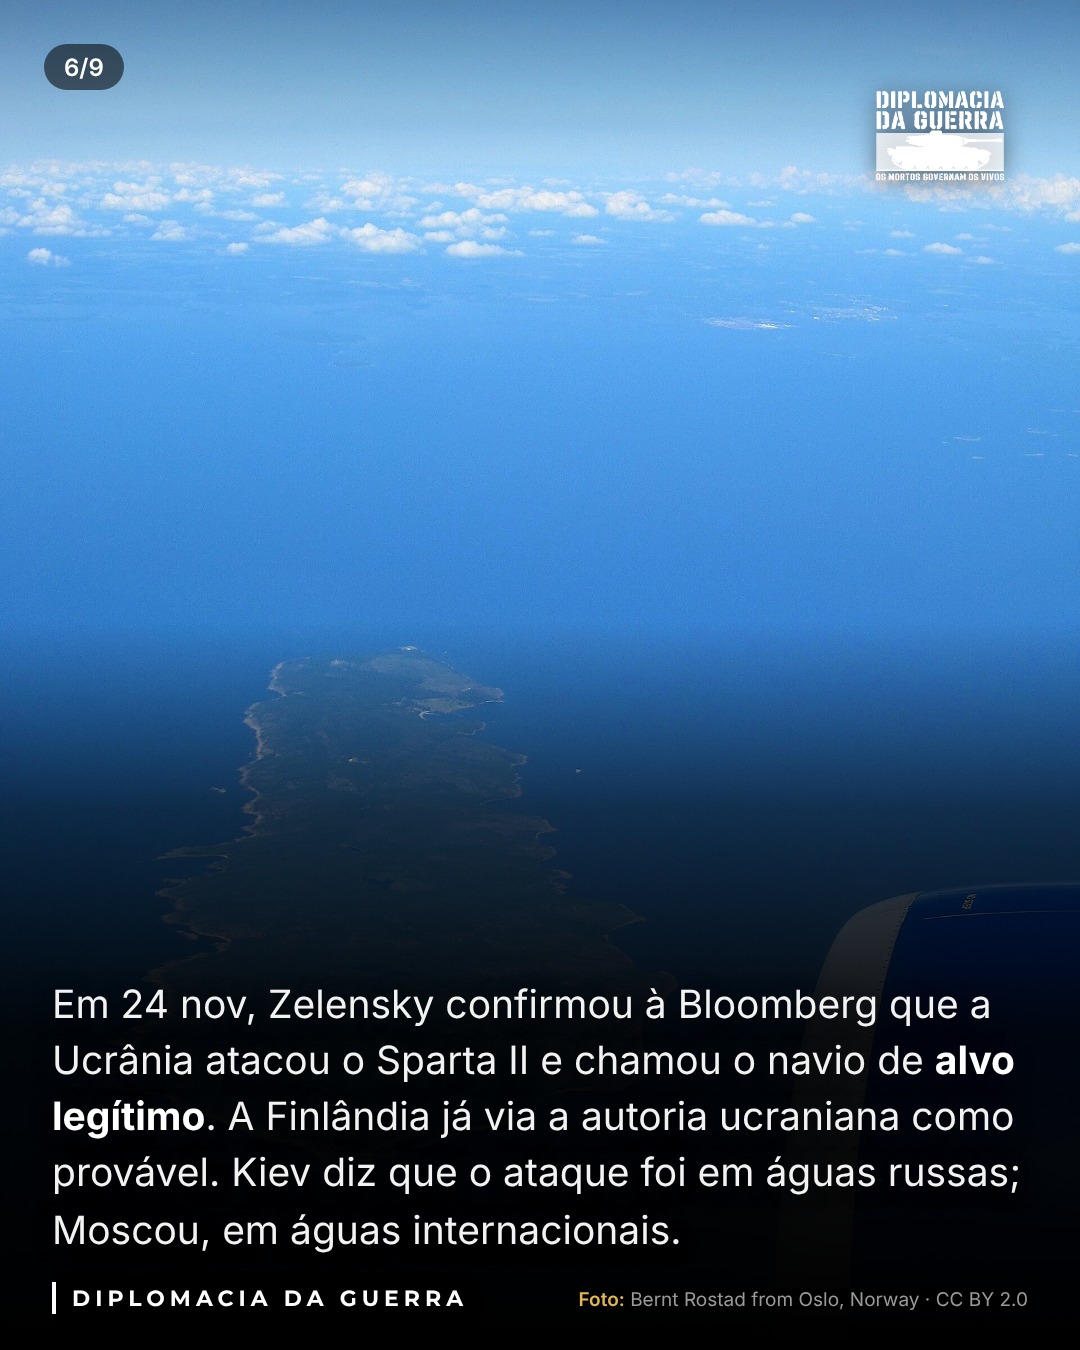 6/9
DIPLOMACIA
DA GUERRA
OS MORTOS GOVERNAM OS VIVOS
Em 24 nov, Zelensky confirmou à Bloomberg que a
Ucrânia atacou o Sparta II e chamou o navio de alvo
legítimo. A Finlândia já via a autoria ucraniana como
provável. Kiev diz que o ataque foi em águas russas;
Moscou, em águas internacionais.
DIPLOMACIA DA GUERRA
Foto: Bernt Rostad from Oslo, Norway · CC BY 2.0